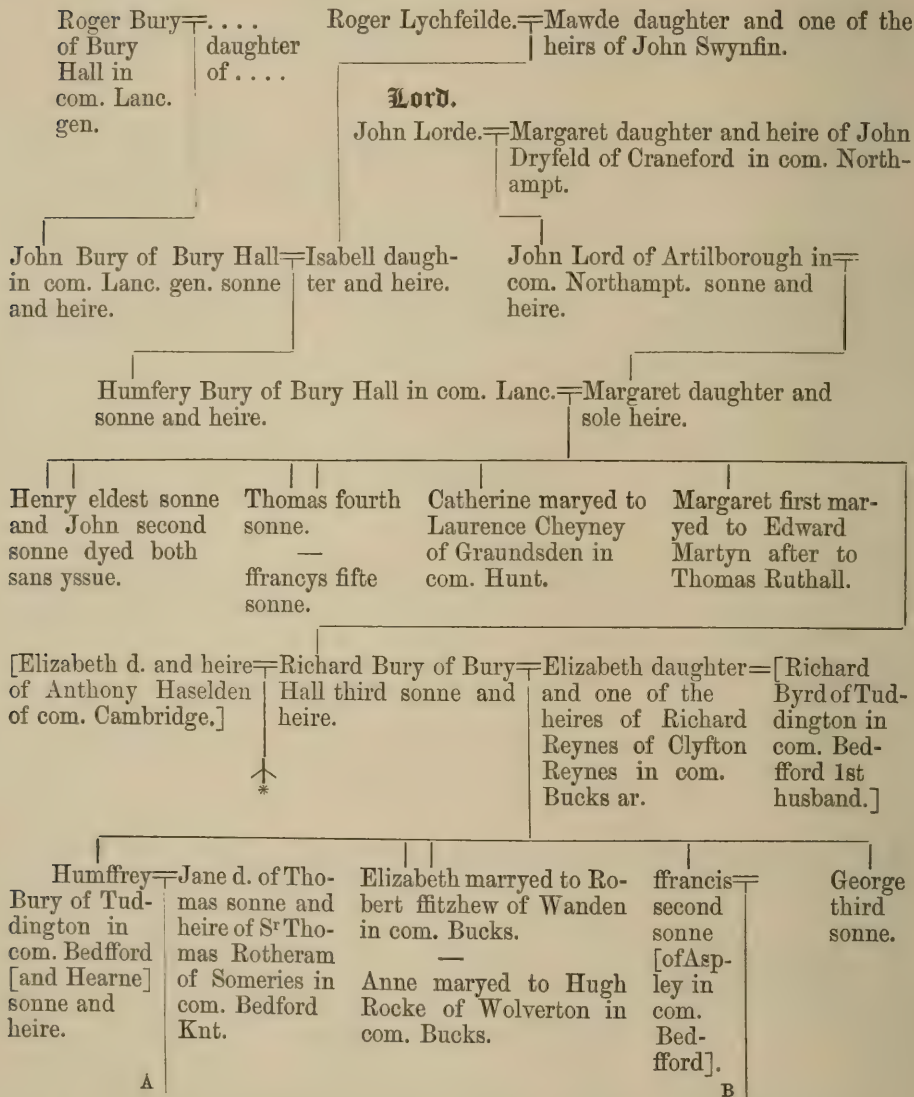 Roger Bury=. . . .
of Bury daughter
Hall in of . . . .
com. Lanc.
gen.
Roger Lychfeilde.=Mawde daughter and one of the
heirs of John Swynfin.
Lord.
John Lorde.=Margaret daughter and heire of John
Dryfeld of Craneford in com. North-
ampt.
John Bury of Bury Hall=Isabell daugh-
in com. Lanc. gen. sonne ter and heire.
and heire.
John Lord of Artilborough in=
com. Northampt. sonne and
heire.
Humfery Bury of Bury Hall in com. Lanc.=Margaret daughter and
sonne and heire. sole heire.
Henry eldest sonne
and John second
sonne dyed both
sans yssue.
Thomas fourth
sonne.
—
ffrancys fifte
sonne.
Catherine maryed to
Laurence Cheyney
of Graundsden in
com. Hunt.
Margaret first mar-
yed to Edward
Martyn after to
Thomas Ruthall.
[Elizabeth d. and heire=
of Anthony Haselden
of com. Cambridge.]
*
Richard Bury of Bury=
Hall third sonne and
heire.
Elizabeth daughter=
and one of the
heires of Richard
Reynes of Clyfton
Reynes in com.
Bucks ar.
[Richard
Byrd of Tud-
dington in
com. Bed-
fford 1st
husband.]
Humffrey=
Bury of Tud-
dington in
com. Bedfford
[and Hearne]
sonne and
heire.
A
Jane d. of Tho-
mas sonne and
heire of Sr Tho-
mas Rotheram
of Someries in
com. Bedford
Knt.
Elizabeth marryed to Ro-
bert ffitzhew of Wanden
in com. Bucks.
—
Anne maryed to Hugh
Rocke of Wolverton in
com. Bucks.
ffrancis=
second
sonne
[of Asp-
ley in
com.
Bed-
fford].
B
George
third
sonne.